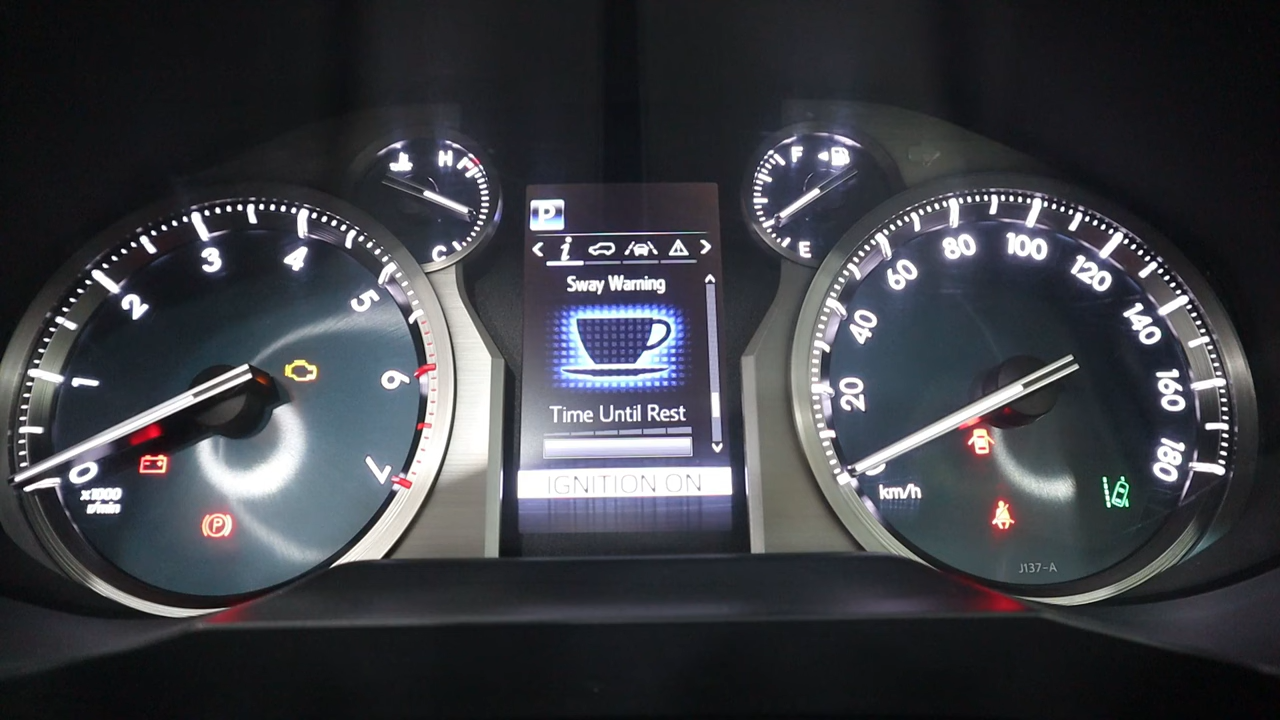 H
C
F
E
P
i
Sway Warning
Time Until Rest
IGNITION ON
0
1
2
3
4
5
6
7
x1000
r/min
P
20
40
60
80
100
120
140
160
180
km/h
J137-A